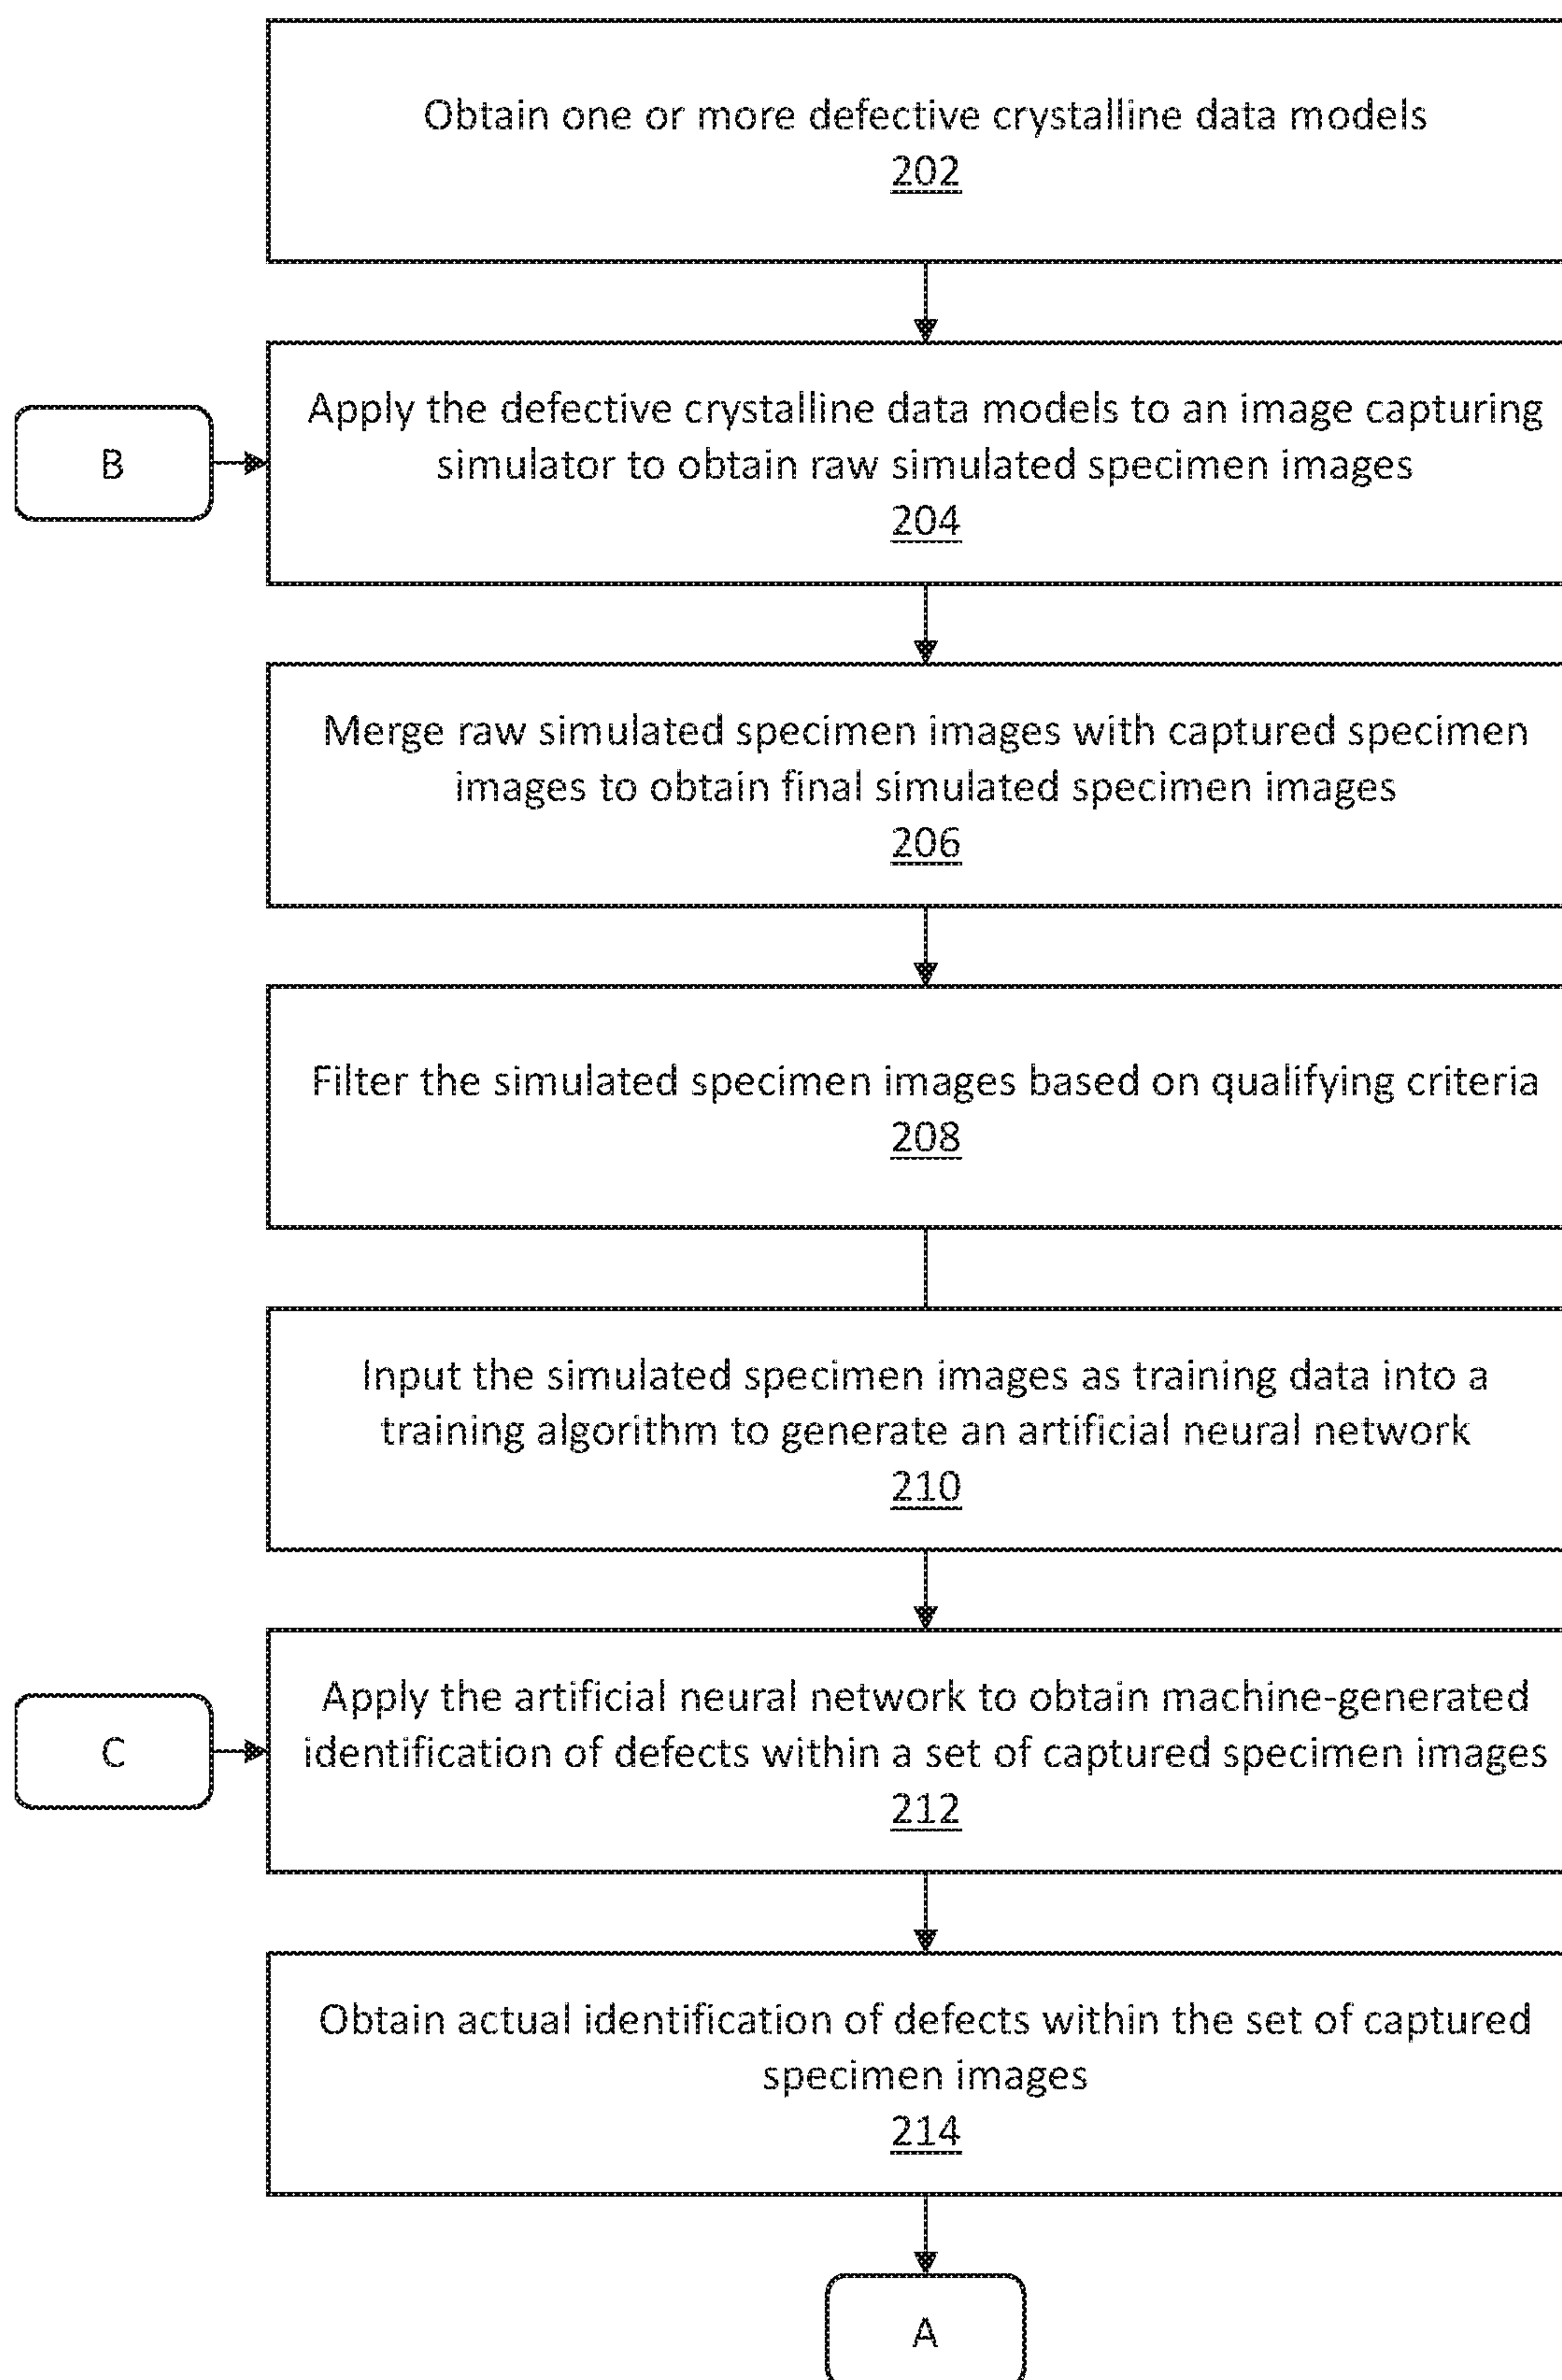 Obtain one or more defective crystalline data models
202
B
Apply the defective crystalline data models to an image capturing
simulator to obtain raw simulated specimen images
204
Merge raw simulated specimen images with captured specimen
images to obtain final simulated specimen images
206
Filter the simulated specimen images based on qualifying criteria
208
Input the simulated specimen images as training data into a
training algorithm to generate an artificial neural network
210
C
Apply the artificial neural network to obtain machine-generated
identification of defects within a set of captured specimen images
212
Obtain actual identification of defects within the set of captured
specimen images
214
A